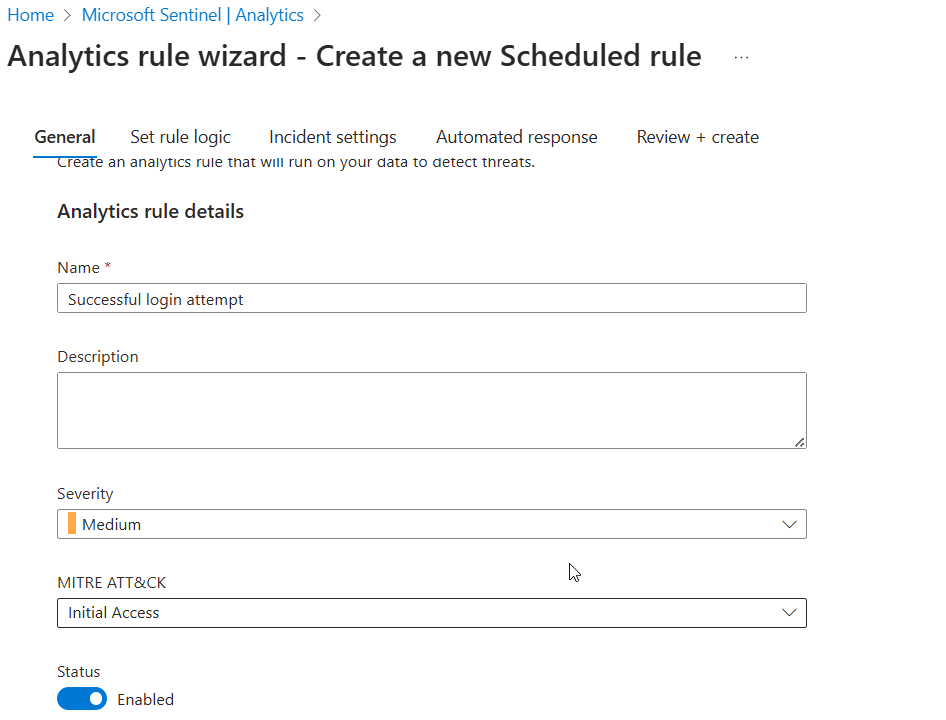 Home > Microsoft Sentinel | Analytics >
Analytics rule wizard - Create a new Scheduled rule ...
General Set rule logic Incident settings Automated response Review + create
Create an analytics rule that will run on your data to detect threats.
Analytics rule details
Name *
Successful login attempt
Description
Severity
Medium
MITRE ATT&CK
Initial Access
Status
Enabled